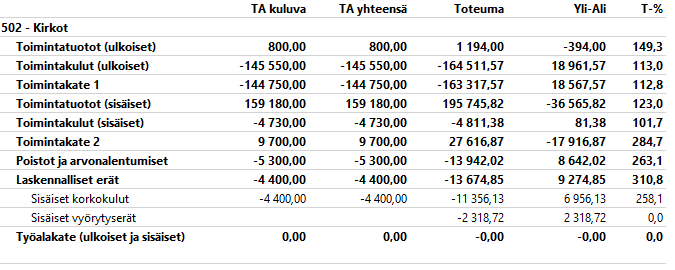 TA kuluva TA yhteensä Toteuma Yli-Ali T-%
502 - Kirkot
Toimintatuotot (ulkoiset) 800,00 800,00 1 194,00 -394,00 149,3
Toimintakulut (ulkoiset) -145 550,00 -145 550,00 -164 511,57 18 961,57 113,0
Toimintakate 1 -144 750,00 -144 750,00 -163 317,57 18 567,57 112,8
Toimintatuotot (sisäiset) 159 180,00 159 180,00 195 745,82 -36 565,82 123,0
Toimintakulut (sisäiset) -4 730,00 -4 730,00 -4 811,38 81,38 101,7
Toimintakate 2 9 700,00 9 700,00 27 616,87 -17 916,87 284,7
Poistot ja arvonalentumiset -5 300,00 -5 300,00 -13 942,02 8 642,02 263,1
Laskennalliset erät -4 400,00 -4 400,00 -13 674,85 9 274,85 310,8
Sisäiset korkokulut -4 400,00 -4 400,00 -11 356,13 6 956,13 258,1
Sisäiset vyörytyserät -2 318,72 2 318,72 0,0
Työalakate (ulkoiset ja sisäiset) 0,00 0,00 -0,00 -0,00 0,0